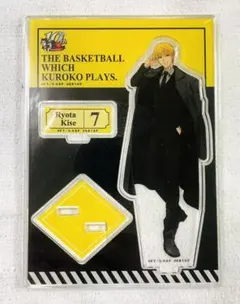 THE BASKETBALL
WHICH
KUROKO PLAYS.
Ryota
Kise
7